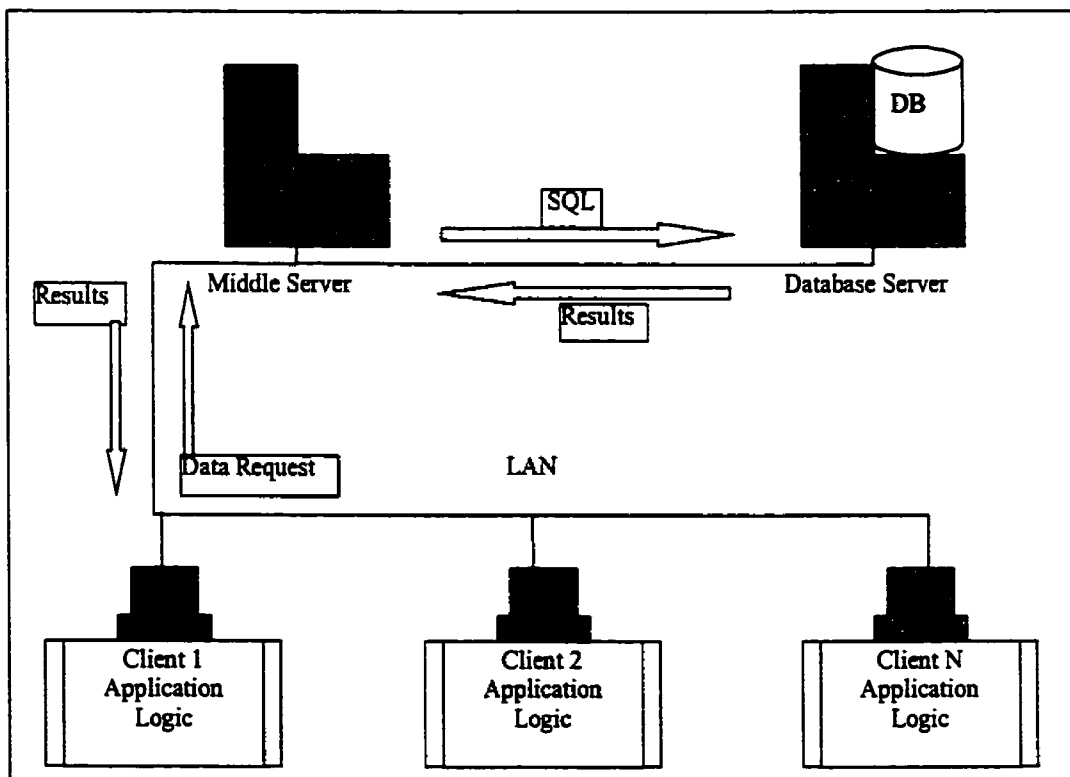 DB
SQL
Middle Server
Database Server
Results
Results
Data Request
LAN
Client 1
Application
Logic
Client 2
Application
Logic
Client N
Application
Logic